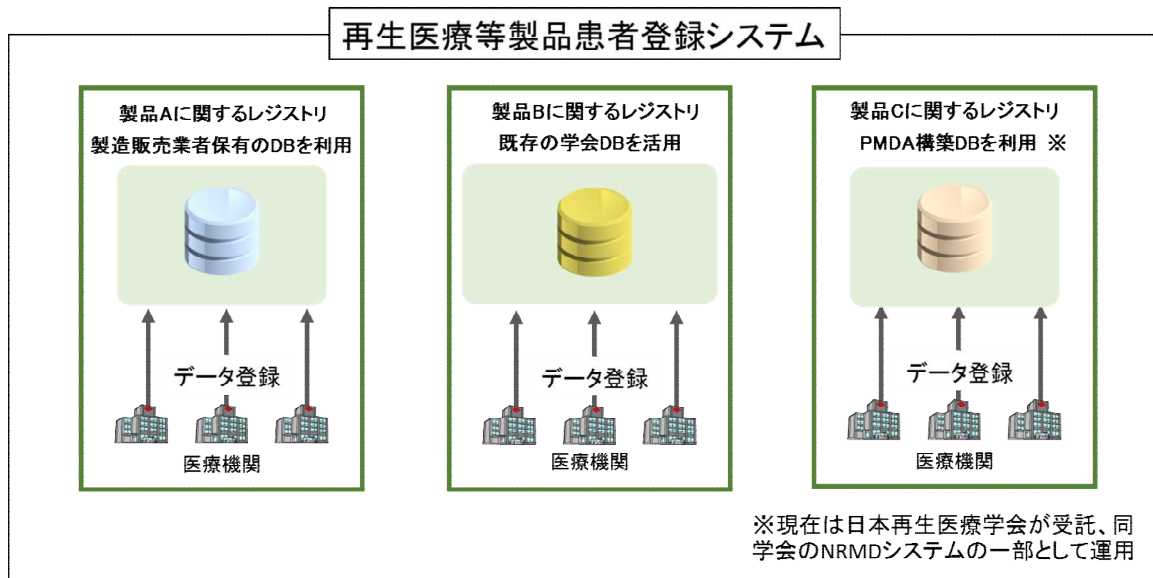 再生医療等製品患者登録システム
製品Aに関するレジストリ
製造販売業者保有のDBを利用
データ登録
医療機関
製品Bに関するレジストリ
既存の学会DBを活用
データ登録
医療機関
製品Cに関するレジストリ
PMDA構築DBを利用 ※
データ登録
医療機関
※現在は日本再生医療学会が受託、同
学会のNRMDシステムの一部として運用